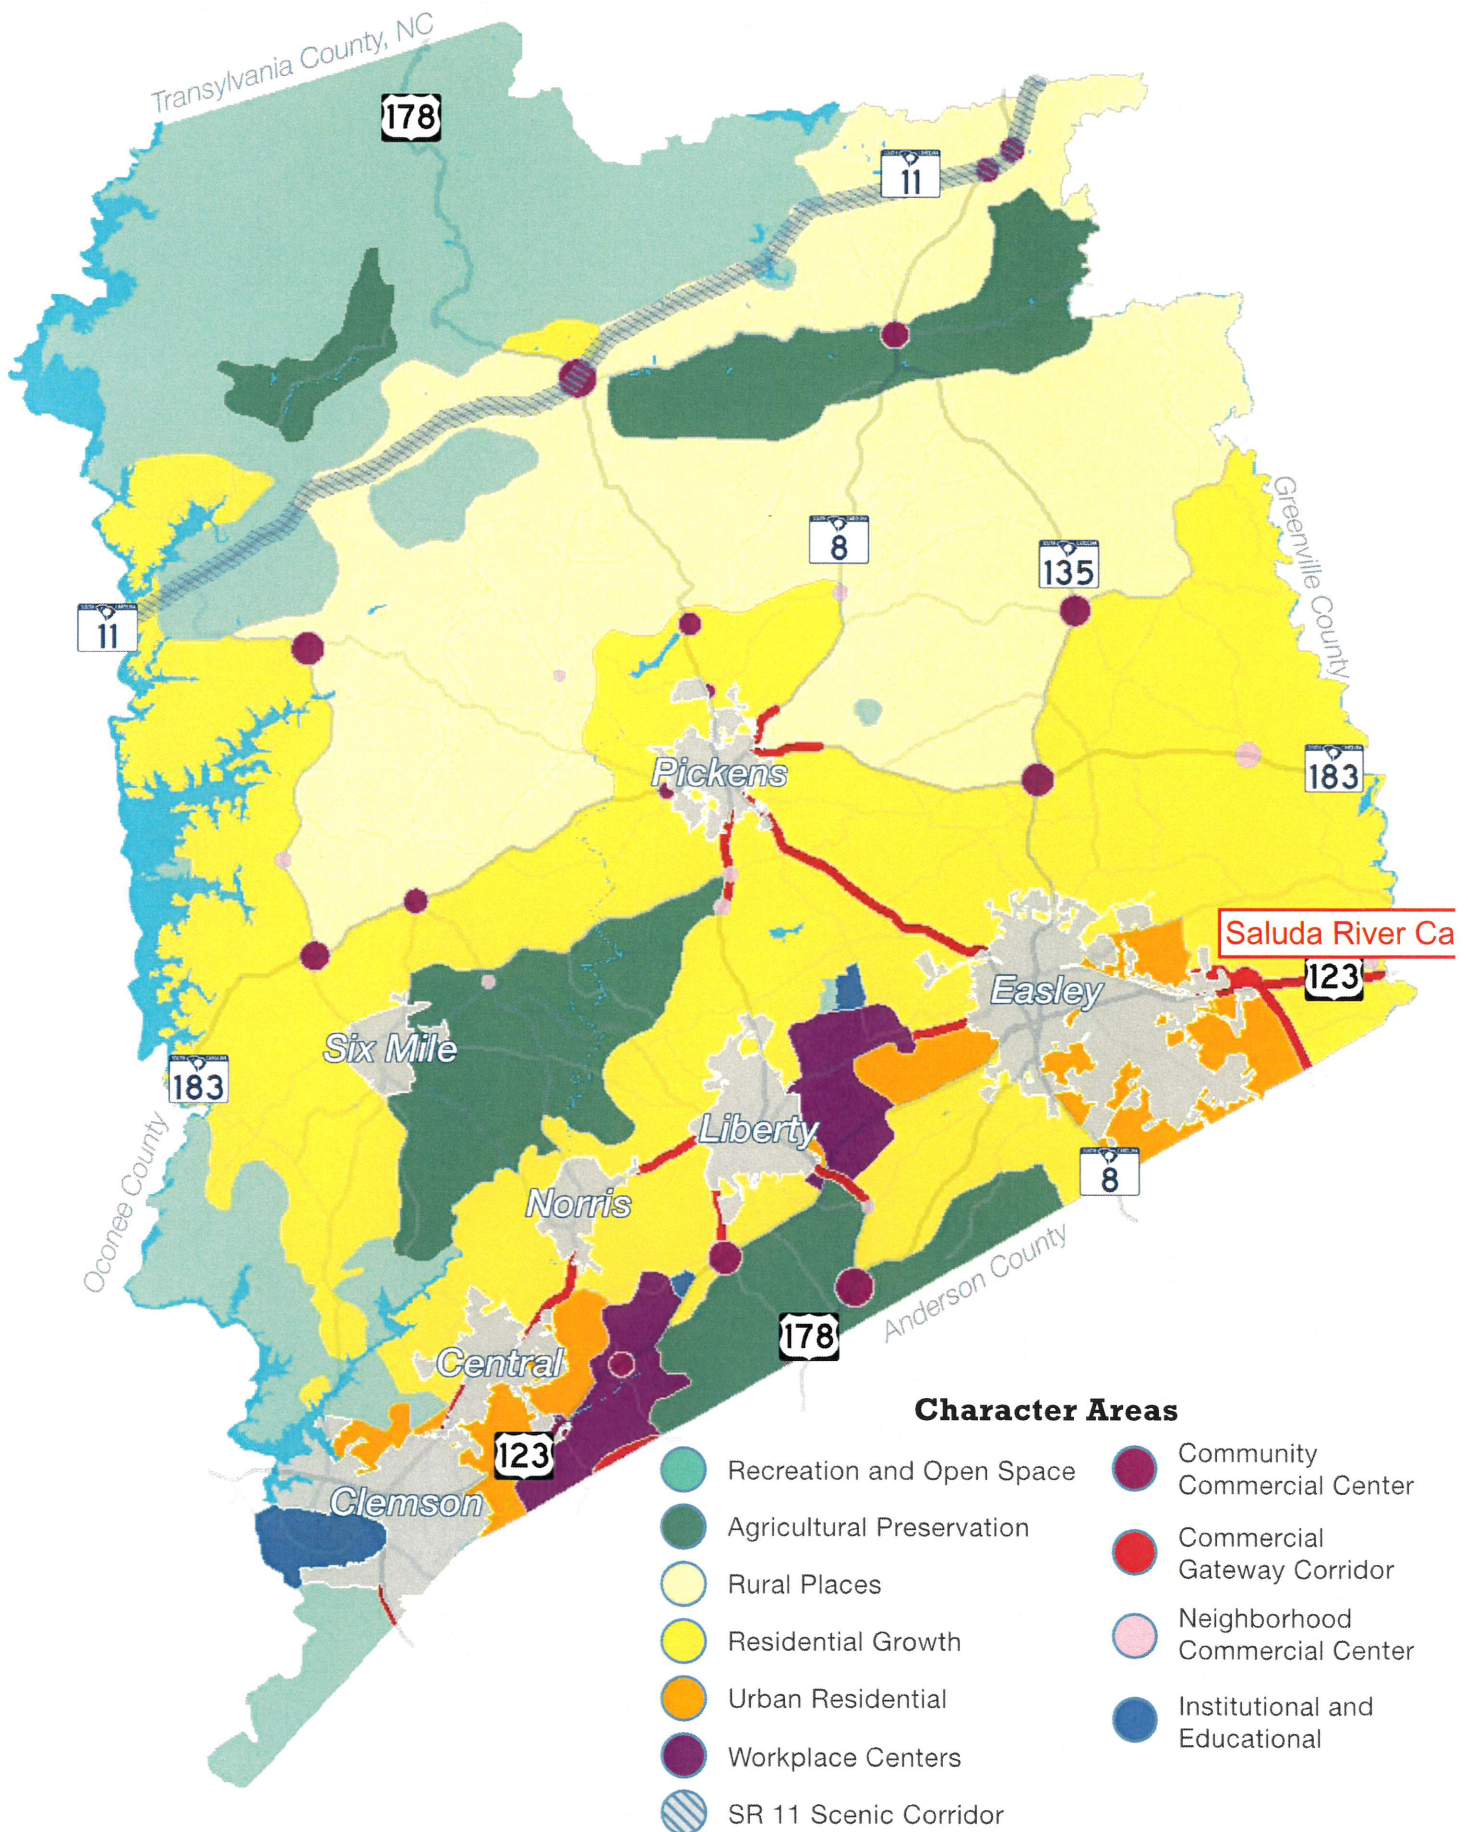 Transylvania County, NC
178
11
8
135
Greenville County
11
Pickens
183
Saluda River Ca
123
Easley
Six Mile
183
Liberty
Oconee County
Norris
8
Anderson County
178
Central
123
Clemson
Character Areas
Recreation and Open Space
Agricultural Preservation
Rural Places
Residential Growth
Urban Residential
Workplace Centers
SR 11 Scenic Corridor
Community
Commercial Center
Commercial
Gateway Corridor
Neighborhood
Commercial Center
Institutional and
Educational